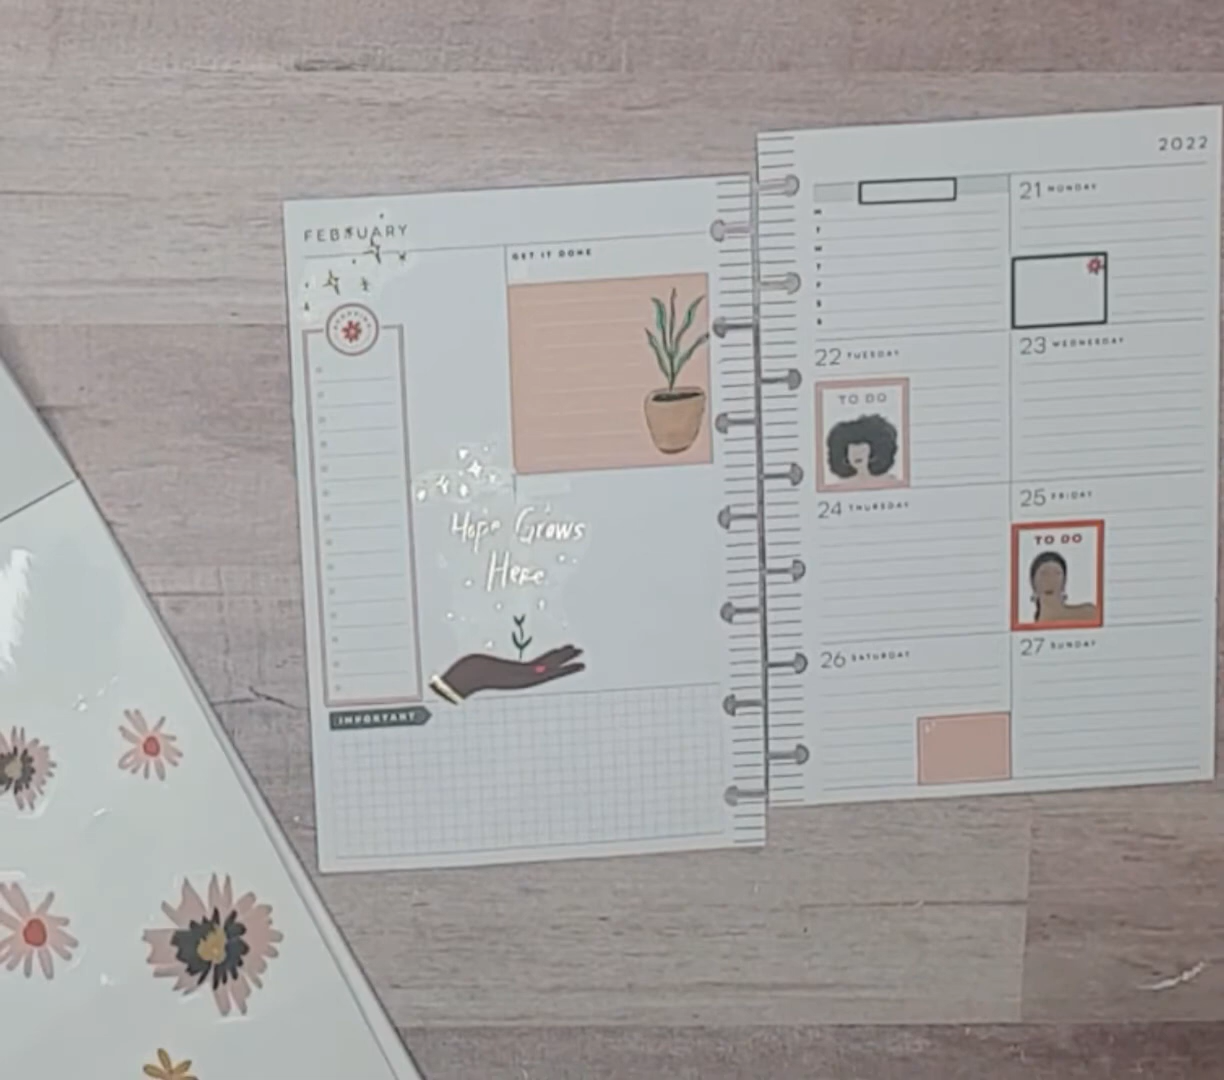 FEBRUARY
GET IT DONE
Hope Grows
Here
IMPORTANT
2022
21 MONDAY
M
T
W
T
F
S
S
22 TUESDAY
23 WEDNESDAY
TO DO
24 THURSDAY
25 FRIDAY
TO DO
26 SATURDAY
27 SUNDAY